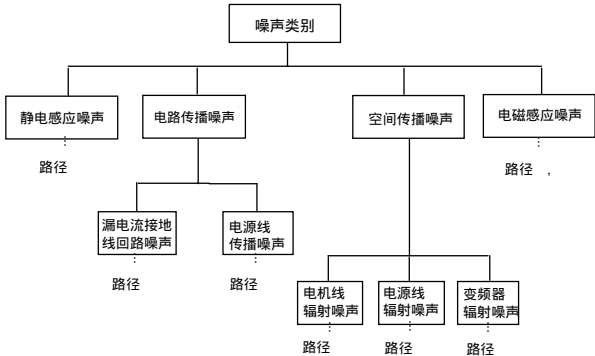 噪声类别
静电感应噪声
电路传播噪声
空间传播噪声
电磁感应噪声
路径
路径 ,
漏电流接地
线回路噪声
电源线
传播噪声
路径
路径
电机线
辐射噪声
电源线
辐射噪声
变频器
辐射噪声
路径
路径
路径